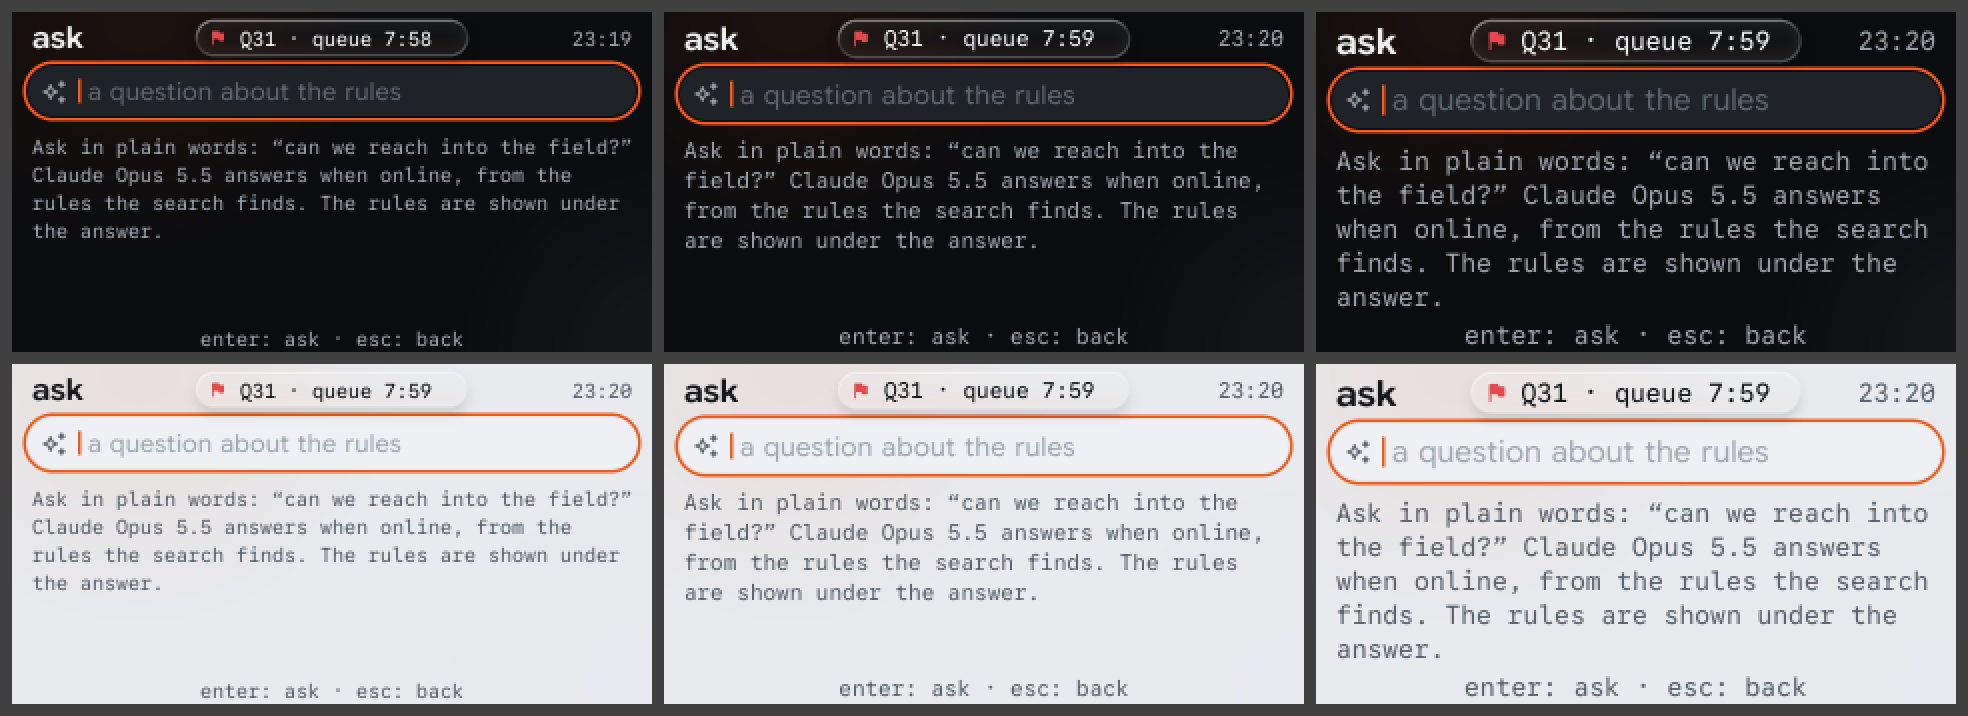 ask
Q31 · queue 7:58
23:19
a question about the rules
Ask in plain words: “can we reach into the field?”
Claude Opus 5.5 answers when online, from the
rules the search finds. The rules are shown under
the answer.
enter: ask · esc: back
ask
Q31 · queue 7:59
23:20
a question about the rules
Ask in plain words: “can we reach into the
field?” Claude Opus 5.5 answers when online,
from the rules the search finds. The rules
are shown under the answer.
enter: ask · esc: back
ask
Q31 · queue 7:59
23:20
a question about the rules
Ask in plain words: “can we reach into
the field?” Claude Opus 5.5 answers
when online, from the rules the search
finds. The rules are shown under the
answer.
enter: ask · esc: back
ask
Q31 · queue 7:59
23:20
a question about the rules
Ask in plain words: “can we reach into the field?”
Claude Opus 5.5 answers when online, from the
rules the search finds. The rules are shown under
the answer.
enter: ask · esc: back
ask
Q31 · queue 7:59
23:20
a question about the rules
Ask in plain words: “can we reach into the
field?” Claude Opus 5.5 answers when online,
from the rules the search finds. The rules
are shown under the answer.
enter: ask · esc: back
ask
Q31 · queue 7:59
23:20
a question about the rules
Ask in plain words: “can we reach into
the field?” Claude Opus 5.5 answers
when online, from the rules the search
finds. The rules are shown under the
answer.
enter: ask · esc: back